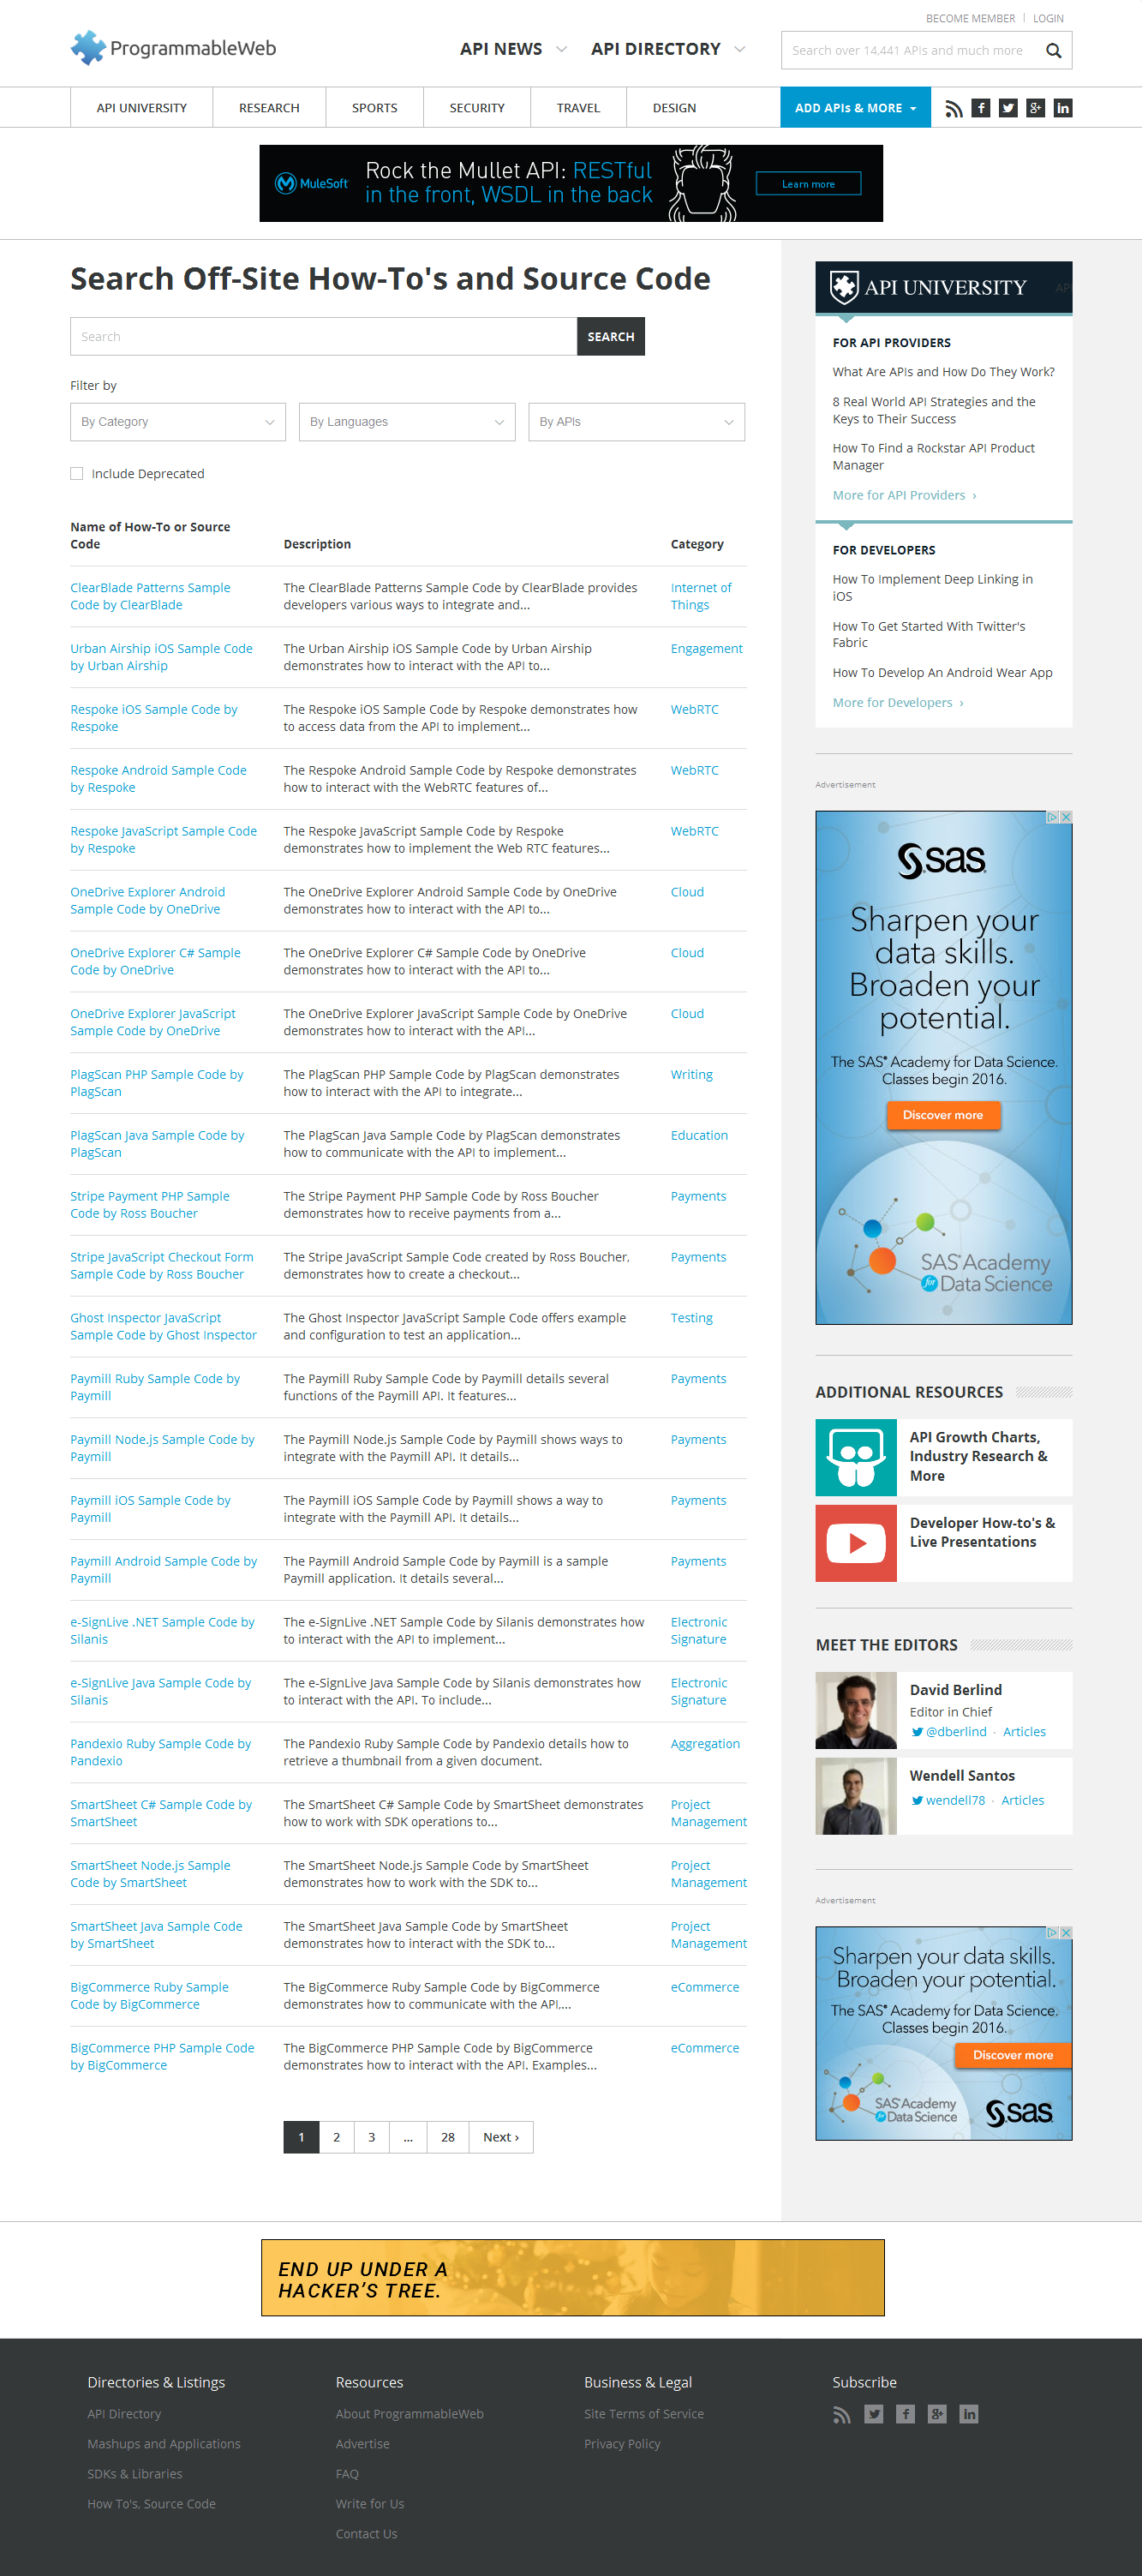 BECOME MEMBER | LOGIN
ProgrammableWeb
API NEWS API DIRECTORY
Search over 14,441 APIs and much more
API UNIVERSITY RESEARCH SPORTS SECURITY TRAVEL DESIGN
ADD APIs & MORE
MuleSoft
Rock the Mullet API: RESTful
in the front, WSDL in the back
Learn more
Search Off-Site How-To's and Source Code
Search
SEARCH
Filter by
By Category
By Languages
By APIs
Include Deprecated
Name of How-To or Source
Code
Description
Category
ClearBlade Patterns Sample
Code by ClearBlade
The ClearBlade Patterns Sample Code by ClearBlade provides
developers various ways to integrate and...
Internet of
Things
Urban Airship iOS Sample Code
by Urban Airship
The Urban Airship iOS Sample Code by Urban Airship
demonstrates how to interact with the API to...
Engagement
Respoke iOS Sample Code by
Respoke
The Respoke iOS Sample Code by Respoke demonstrates how
to access data from the API to implement...
WebRTC
Respoke Android Sample Code
by Respoke
The Respoke Android Sample Code by Respoke demonstrates
how to interact with the WebRTC features of...
WebRTC
Respoke JavaScript Sample Code
by Respoke
The Respoke JavaScript Sample Code by Respoke
demonstrates how to implement the Web RTC features...
WebRTC
OneDrive Explorer Android
Sample Code by OneDrive
The OneDrive Explorer Android Sample Code by OneDrive
demonstrates how to interact with the API to...
Cloud
OneDrive Explorer C# Sample
Code by OneDrive
The OneDrive Explorer C# Sample Code by OneDrive
demonstrates how to interact with the API to...
Cloud
OneDrive Explorer JavaScript
Sample Code by OneDrive
The OneDrive Explorer JavaScript Sample Code by OneDrive
demonstrates how to interact with the API...
Cloud
PlagScan PHP Sample Code by
PlagScan
The PlagScan PHP Sample Code by PlagScan demonstrates
how to interact with the API to integrate...
Writing
PlagScan Java Sample Code by
PlagScan
The PlagScan Java Sample Code by PlagScan demonstrates
how to communicate with the API to implement...
Education
Stripe Payment PHP Sample
Code by Ross Boucher
The Stripe Payment PHP Sample Code by Ross Boucher
demonstrates how to receive payments from a...
Payments
Stripe JavaScript Checkout Form
Sample Code by Ross Boucher
The Stripe JavaScript Sample Code created by Ross Boucher,
demonstrates how to create a checkout...
Payments
Ghost Inspector JavaScript
Sample Code by Ghost Inspector
The Ghost Inspector JavaScript Sample Code offers example
and configuration to test an application...
Testing
Paymill Ruby Sample Code by
Paymill
The Paymill Ruby Sample Code by Paymill details several
functions of the Paymill API. It features...
Payments
Paymill Node.js Sample Code by
Paymill
The Paymill Node.js Sample Code by Paymill shows ways to
integrate with the Paymill API. It details...
Payments
Paymill iOS Sample Code by
Paymill
The Paymill iOS Sample Code by Paymill shows a way to
integrate with the Paymill API. It details...
Payments
Paymill Android Sample Code by
Paymill
The Paymill Android Sample Code by Paymill is a sample
Paymill application. It details several...
Payments
e-SignLive .NET Sample Code by
Silanis
The e-SignLive .NET Sample Code by Silanis demonstrates how
to interact with the API to implement...
Electronic
Signature
e-SignLive Java Sample Code by
Silanis
The e-SignLive Java Sample Code by Silanis demonstrates how
to interact with the API. To include...
Electronic
Signature
Pandexio Ruby Sample Code by
Pandexio
The Pandexio Ruby Sample Code by Pandexio details how to
retrieve a thumbnail from a given document.
Aggregation
SmartSheet C# Sample Code by
SmartSheet
The SmartSheet C# Sample Code by SmartSheet demonstrates
how to work with SDK operations to...
Project
Management
SmartSheet Node.js Sample
Code by SmartSheet
The SmartSheet Node.js Sample Code by SmartSheet
demonstrates how to work with the SDK to...
Project
Management
SmartSheet Java Sample Code
by SmartSheet
The SmartSheet Java Sample Code by SmartSheet
demonstrates how to interact with the SDK to...
Project
Management
BigCommerce Ruby Sample
Code by BigCommerce
The BigCommerce Ruby Sample Code by BigCommerce
demonstrates how to communicate with the API,...
eCommerce
BigCommerce PHP Sample Code
by BigCommerce
The BigCommerce PHP Sample Code by BigCommerce
demonstrates how to interact with the API. Examples...
eCommerce
1 2 3 ... 28 Next ›
API UNIVERSITY
FOR API PROVIDERS
What Are APIs and How Do They Work?
8 Real World API Strategies and the
Keys to Their Success
How To Find a Rockstar API Product
Manager
More for API Providers ›
FOR DEVELOPERS
How To Implement Deep Linking in
iOS
How To Get Started With Twitter's
Fabric
How To Develop An Android Wear App
More for Developers ›
Advertisement
sas
Sharpen your
data skills.
Broaden your
potential.
The SAS® Academy for Data Science.
Classes begin 2016.
Discover more
SAS® Academy
for Data Science
ADDITIONAL RESOURCES
API Growth Charts,
Industry Research &
More
Developer How-to's &
Live Presentations
MEET THE EDITORS
David Berlind
Editor in Chief
@dberlind · Articles
Wendell Santos
wendell78 · Articles
Advertisement
Sharpen your data skills.
Broaden your potential.
The SAS® Academy for Data Science.
Classes begin 2016.
Discover more
SAS® Academy
for Data Science
sas
END UP UNDER A
HACKER'S TREE.
Directories & Listings
API Directory
Mashups and Applications
SDKs & Libraries
How To's, Source Code
Resources
About ProgrammableWeb
Advertise
FAQ
Write for Us
Contact Us
Business & Legal
Site Terms of Service
Privacy Policy
Subscribe